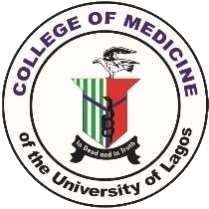 COLLEGE OF MEDICINE
In Deed and in Truth
of the University of Lagos